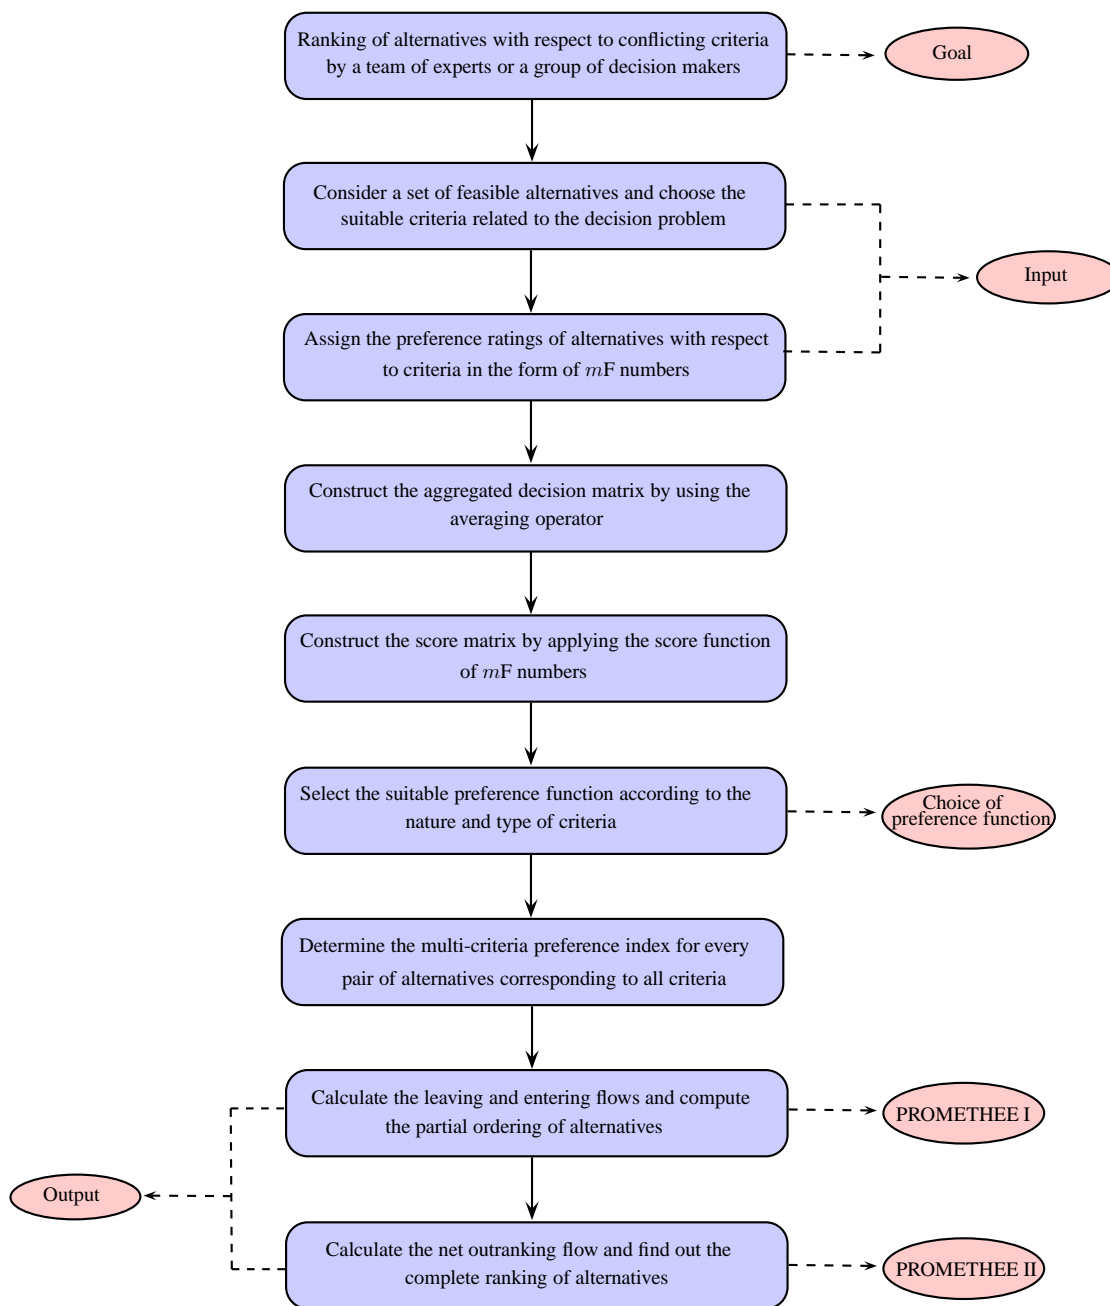 Ranking of alternatives with respect to conflicting criteria
by a team of experts or a group of decision makers
Goal
Consider a set of feasible alternatives and choose the
suitable criteria related to the decision problem
Input
Assign the preference ratings of alternatives with respect
to criteria in the form of mF numbers
Construct the aggregated decision matrix by using the
averaging operator
Construct the score matrix by applying the score function
of mF numbers
Select the suitable preference function according to the
nature and type of criteria
Choice of
preference function
Determine the multi-criteria preference index for every
pair of alternatives corresponding to all criteria
Calculate the leaving and entering flows and compute
the partial ordering of alternatives
PROMETHEE I
Output
Calculate the net outranking flow and find out the
complete ranking of alternatives
PROMETHEE II